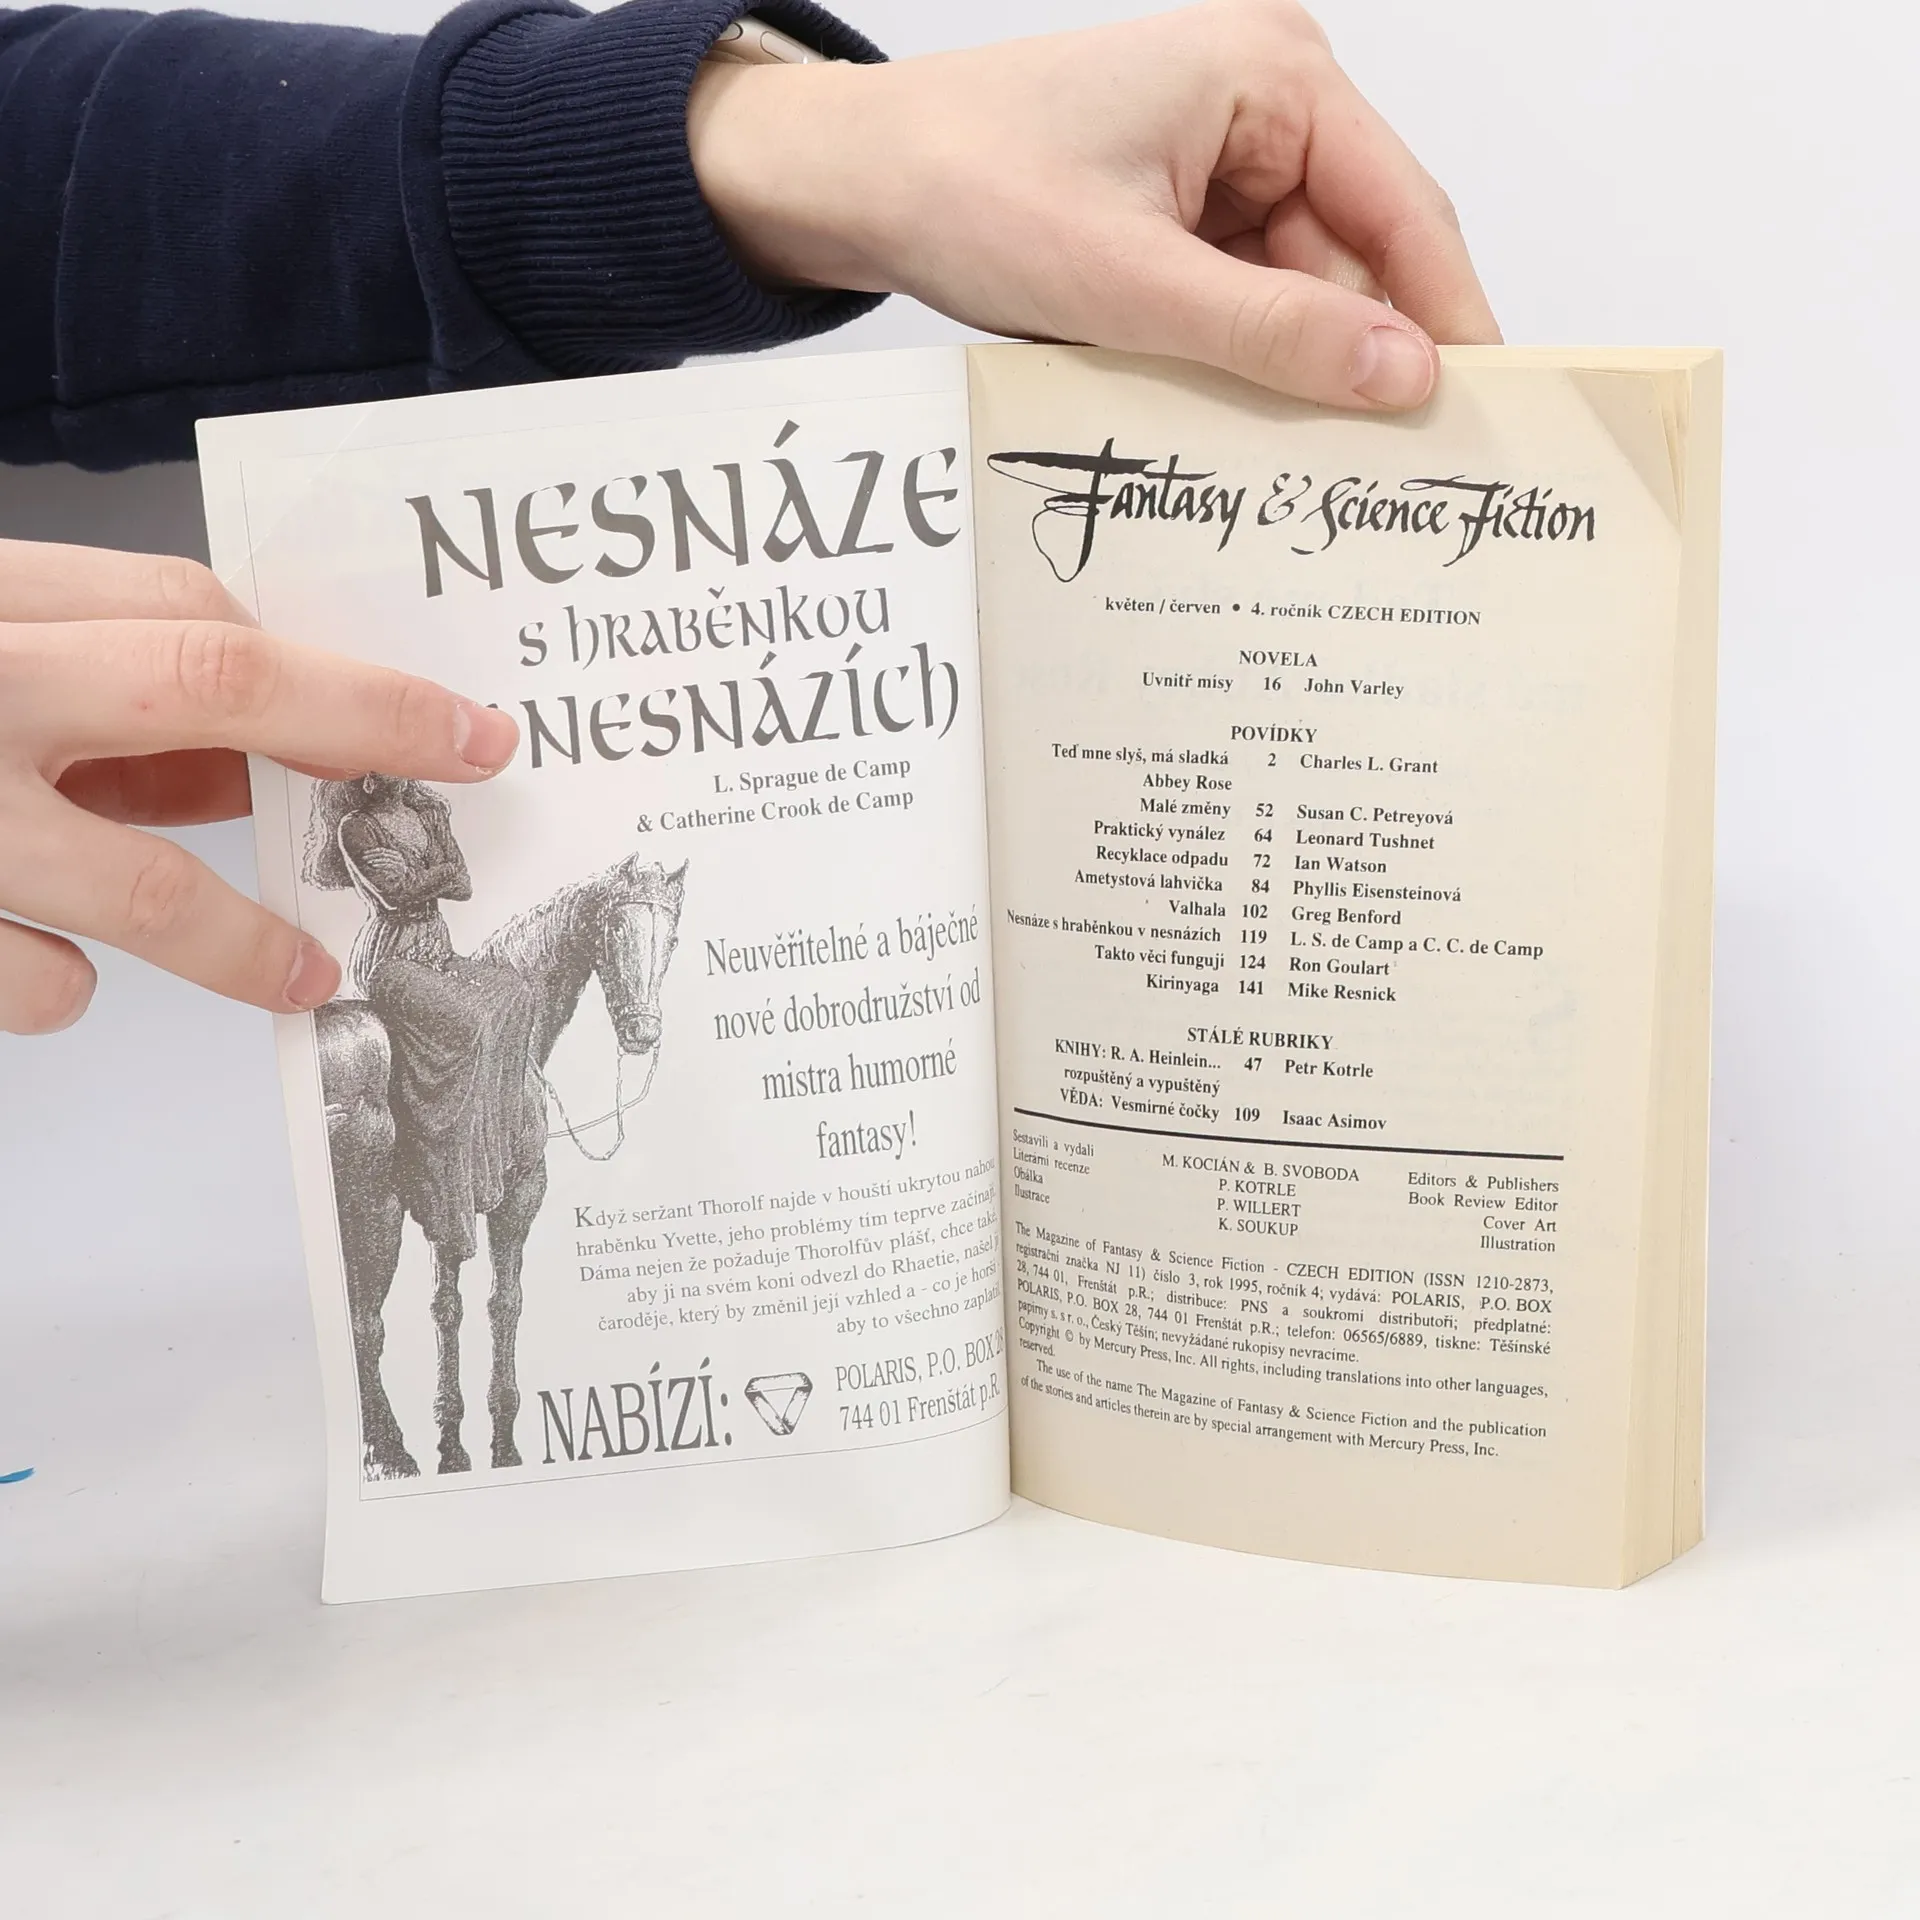 NESNÁZE
s hraběnkou
NESNÁZÍCH
L. Sprague de Camp
& Catherine Crook de Camp
Neuvěřitelné a báječné
nové dobrodružství od
mistra humorné
fantasy!
Když seržant Thorolf najde v houští ukrytou nahou
hraběnku Yvette, jeho problémy tím teprve začínají.
Dáma nejen že požaduje Thorolfův plášť, chce také,
aby ji na svém koni odvezl do Rhaetie, našel
čaroděje, který by změnil její vzhled a - co je horší -
aby to všechno zaplatil.
NABÍZÍ:
POLARIS, P.O. BOX 28
744 01 Frenštát p.R.
Fantasy & Science Fiction
květen / červen • 4. ročník CZECH EDITION
NOVELA
Uvnitř mísy 16 John Varley
POVÍDKY
Teď mne slyš, má sladká 2 Charles L. Grant
Abbey Rose
Malé změny 52 Susan C. Petreyová
Praktický vynález 64 Leonard Tushnet
Recyklace odpadu 72 Ian Watson
Ametystová lahvička 84 Phyllis Eisensteinová
Valhala 102 Greg Benford
Nesnáze s hraběnkou v nesnázích 119 L. S. de Camp a C. C. de Camp
Takto věci fungují 124 Ron Goulart
Kirinyaga 141 Mike Resnick
STÁLÉ RUBRIKY
KNIHY: R. A. Heinlein... 47 Petr Kotrle
rozpuštěný a vypuštěný
VĚDA: Vesmírné čočky 109 Isaac Asimov
Sestavili a vydali M. KOCIÁN & B. SVOBODA Editors & Publishers
Literární recenze P. KOTRLE Book Review Editor
Obálka P. WILLERT Cover Art
Ilustrace K. SOUKUP Illustration
The Magazine of Fantasy & Science Fiction - CZECH EDITION (ISSN 1210-2873,
registrační značka NJ 11) číslo 3, rok 1995, ročník 4; vydává: POLARIS, P.O. BOX
28, 744 01, Frenštát p.R.; distribuce: PNS a soukromí distributoři; předplatné:
POLARIS, P.O. BOX 28, 744 01 Frenštát p.R.; telefon: 06565/6889, tiskne: Těšínské
papírny s. s r. o., Český Těšín; nevyžádané rukopisy nevracíme.
Copyright © by Mercury Press, Inc. All rights, including translations into other languages,
reserved.
The use of the name The Magazine of Fantasy & Science Fiction and the publication
of the stories and articles therein are by special arrangement with Mercury Press, Inc.